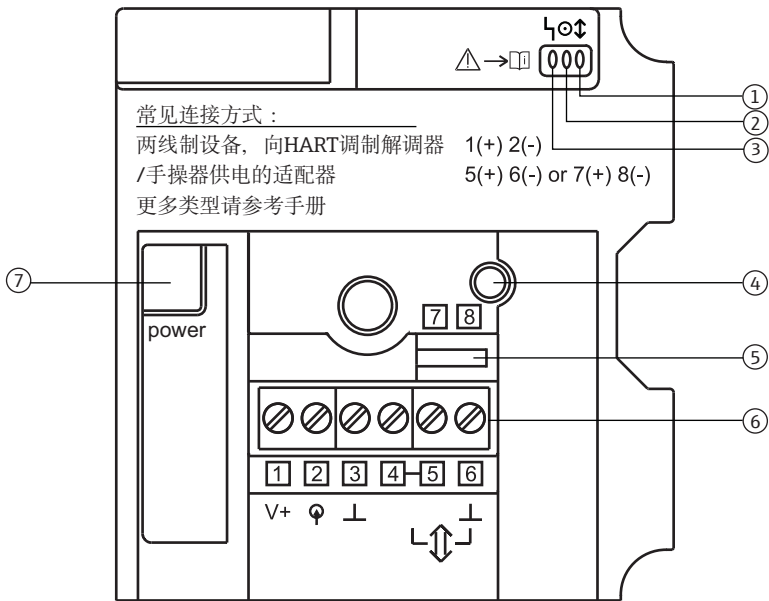 ①
②
③
常见连接方式：
两线制设备, 向HART调制解调器 1(+) 2(-)
/手操器供电的适配器 5(+) 6(-) or 7(+) 8(-)
更多类型请参考手册
⑦
④
7 8
power
⑤
⑥
1 2 3 4 5 6
V+